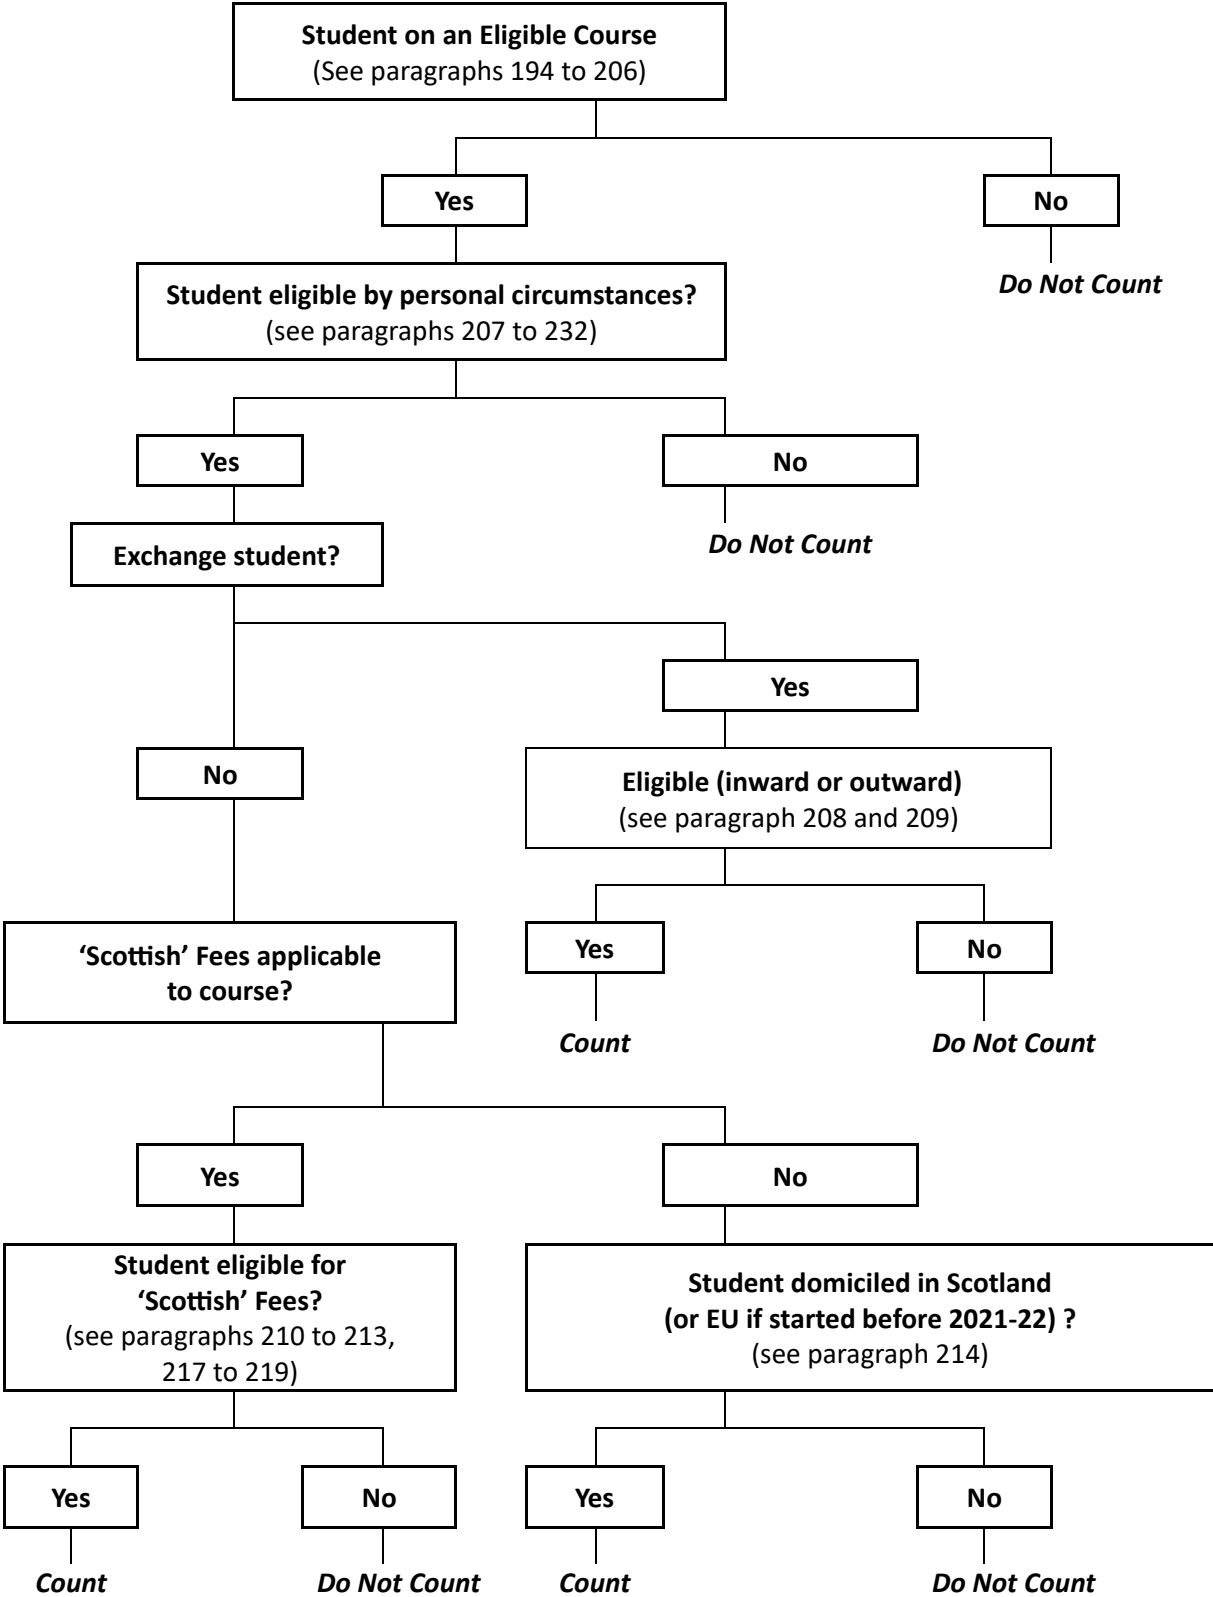 Student on an Eligible Course
(See paragraphs 194 to 206)
Yes
No
Do Not Count
Student eligible by personal circumstances?
(see paragraphs 207 to 232)
Yes
No
Do Not Count
Exchange student?
Yes
No
Eligible (inward or outward)
(see paragraph 208 and 209)
Yes
No
Count
Do Not Count
‘Scottish’ Fees applicable
to course?
Yes
No
Student eligible for
‘Scottish’ Fees?
(see paragraphs 210 to 213,
217 to 219)
Student domiciled in Scotland
(or EU if started before 2021-22) ?
(see paragraph 214)
Yes
No
Yes
No
Count
Do Not Count
Count
Do Not Count